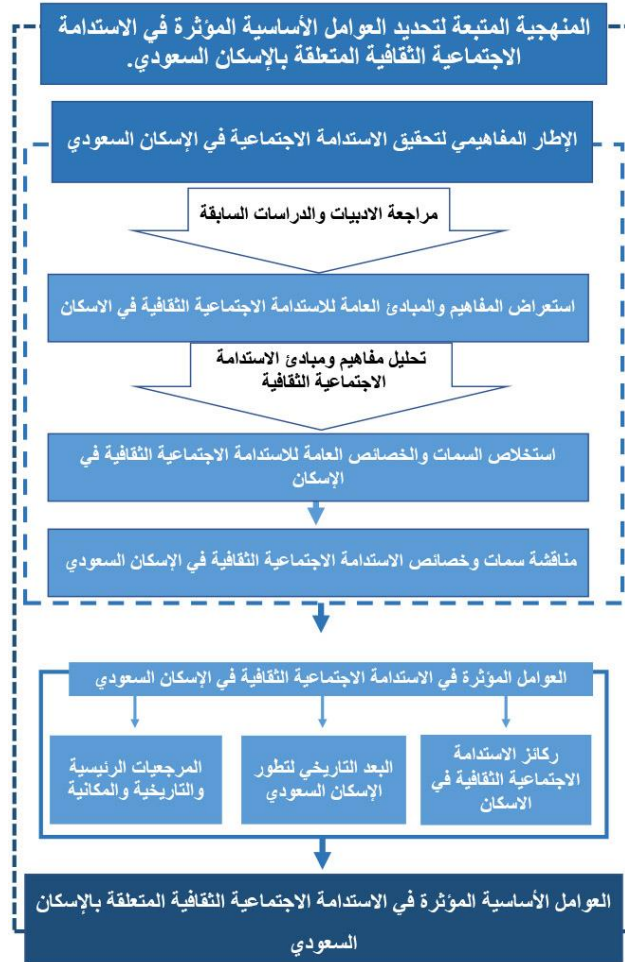 المنهجية المتبعة لتحديد العوامل الأساسية المؤثرة في الاستدامة
الاجتماعية الثقافية المتعلقة بالإسكان السعودي.
الإطار المفاهيمي لتحقيق الاستدامة الاجتماعية في الإسكان السعودي
مراجعة الادبيات والدراسات السابقة
استعراض المفاهيم والمبادئ العامة للاستدامة الاجتماعية الثقافية في الاسكان
تحليل مفاهيم ومبادئ الاستدامة
الاجتماعية الثقافية
استخلاص السمات والخصائص العامة للاستدامة الاجتماعية الثقافية في
الإسكان
مناقشة سمات وخصائص الاستدامة الاجتماعية الثقافية في الإسكان السعودي
العوامل المؤثرة في الاستدامة الاجتماعية الثقافية في الإسكان السعودي
ركائز الاستدامة
الاجتماعية الثقافية في
الاسكان
البعد التاريخي لتطور
الإسكان السعودي
المرجعيات الرئيسية
والتاريخية والمكانية
العوامل الأساسية المؤثرة في الاستدامة الاجتماعية الثقافية المتعلقة بالإسكان
السعودي